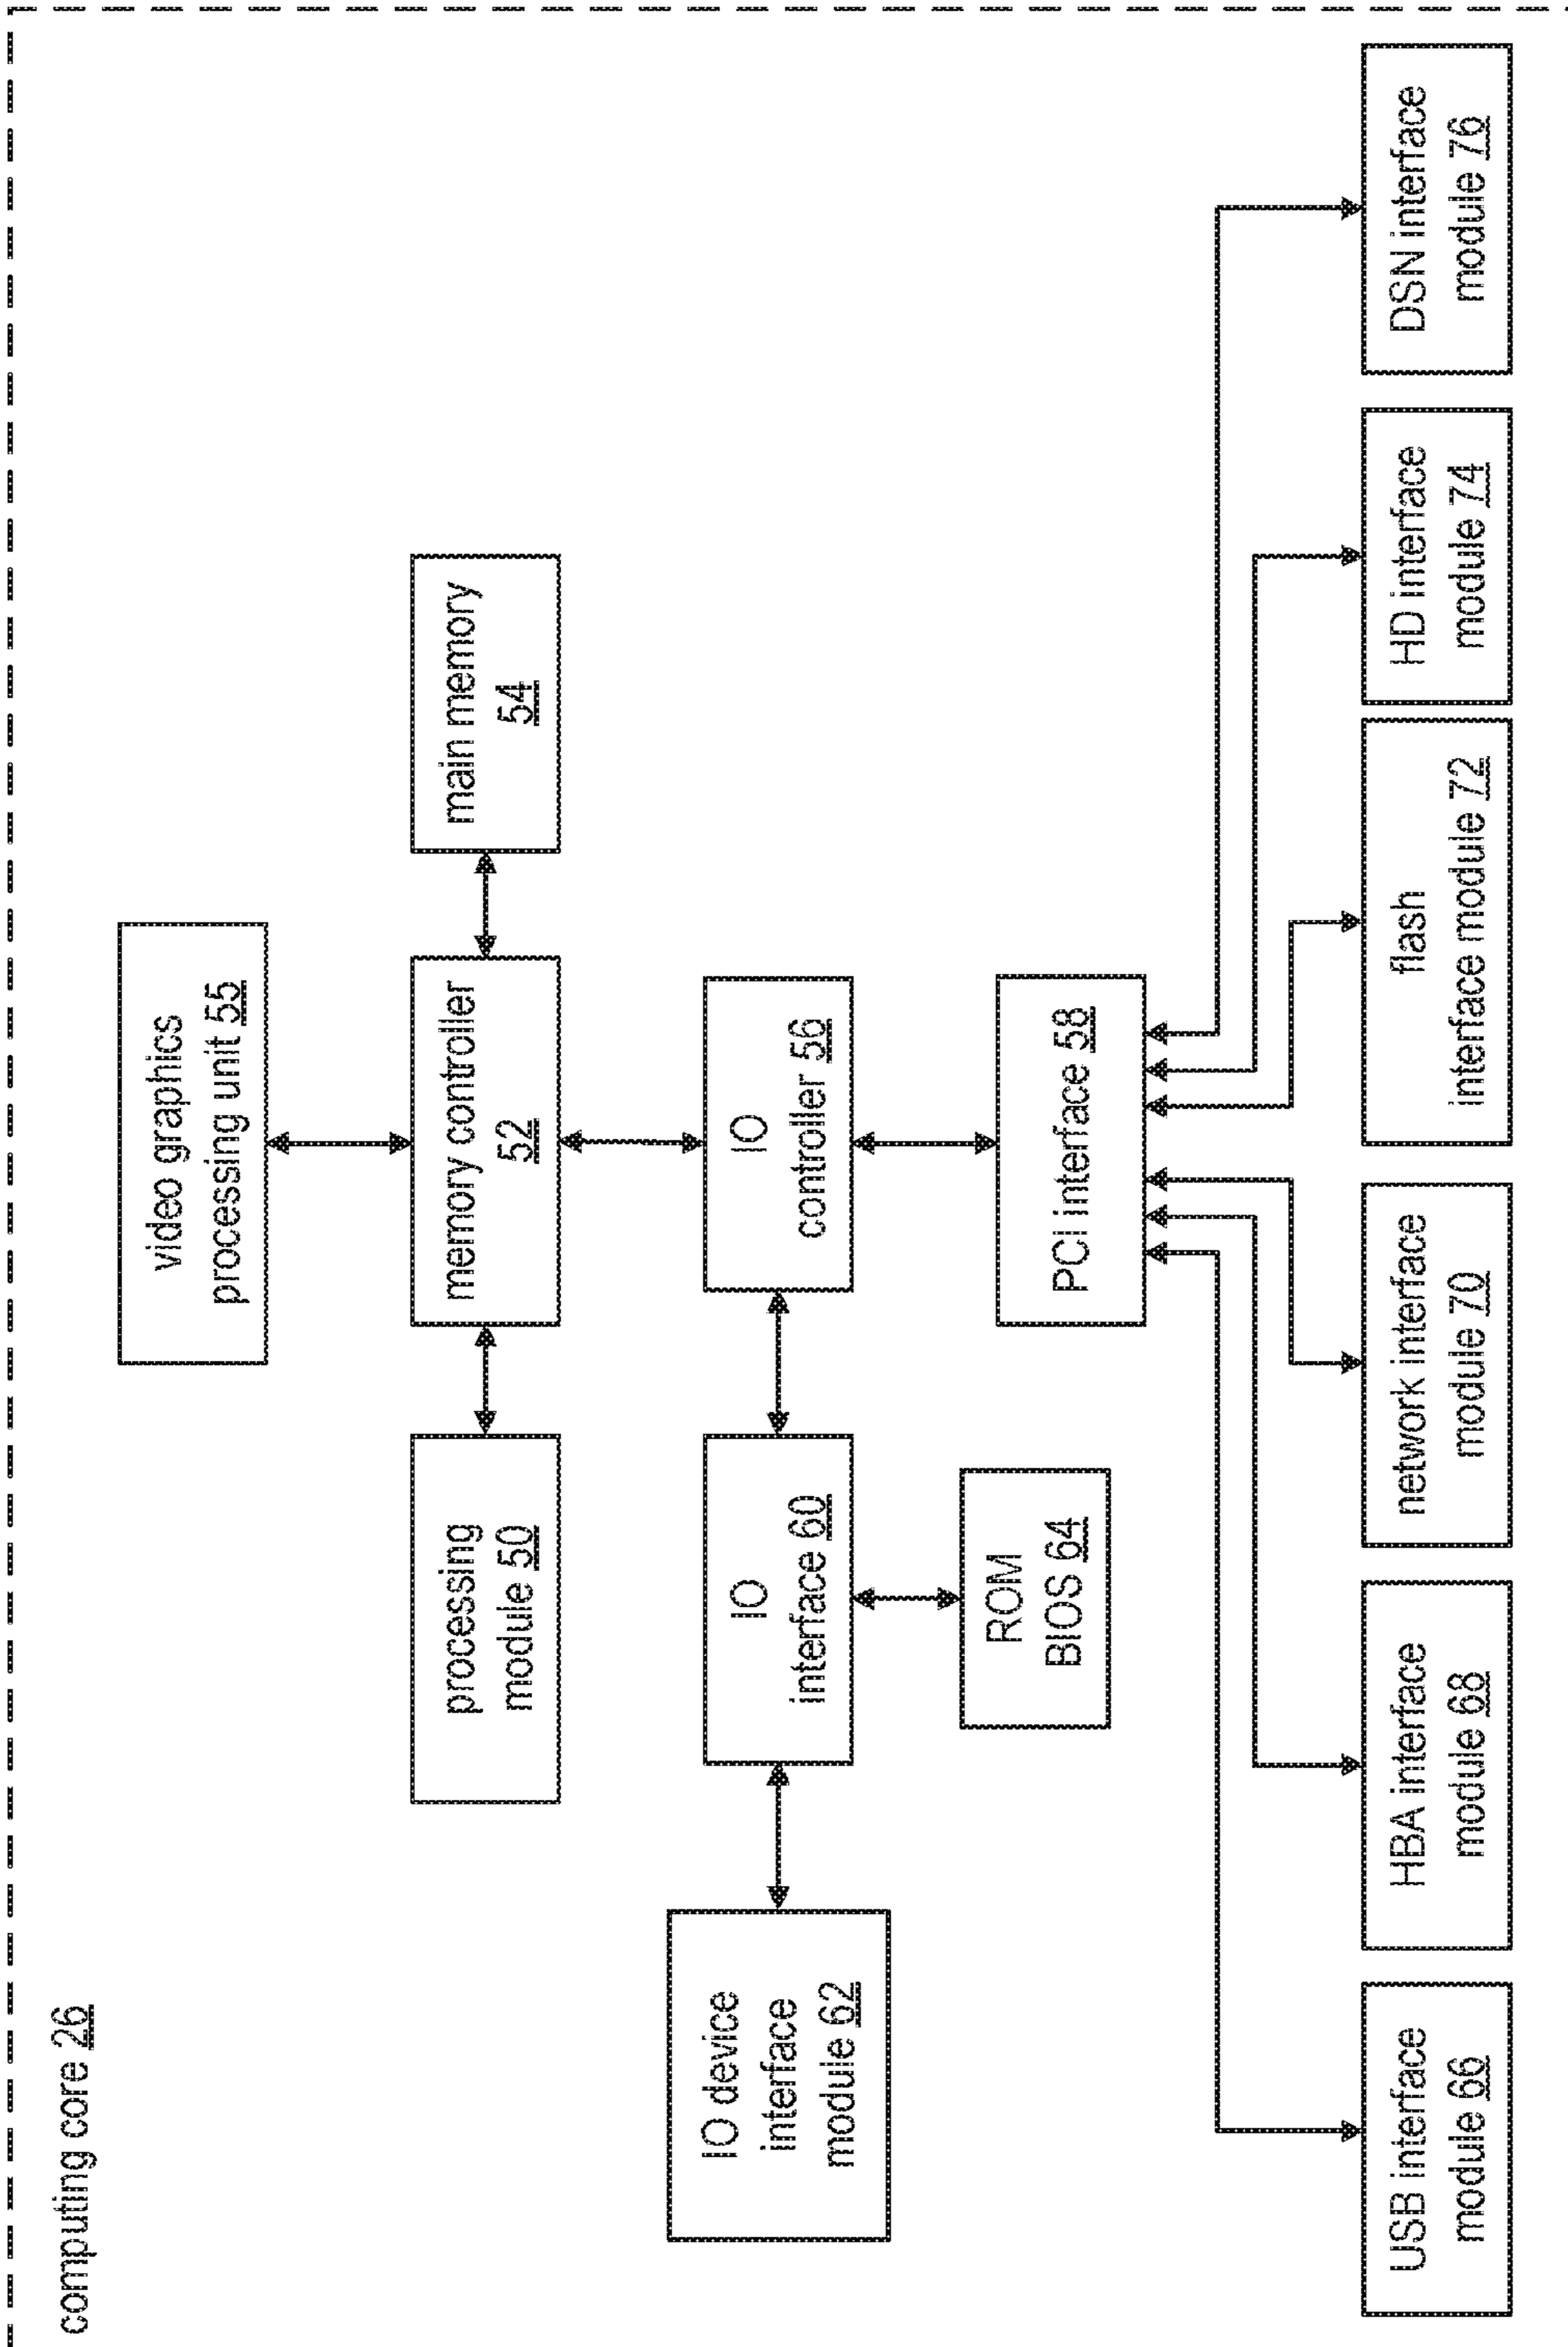 computing core 26
video graphics
processing unit 55
processing
module 50
memory controller
52
main memory
54
IO device
interface
module 62
IO
interface 60
IO
controller 56
ROM
BIOS 64
PCI interface 58
USB interface
module 66
HBA interface
module 68
network interface
module 70
flash
interface module 72
HD interface
module 74
DSN interface
module 76